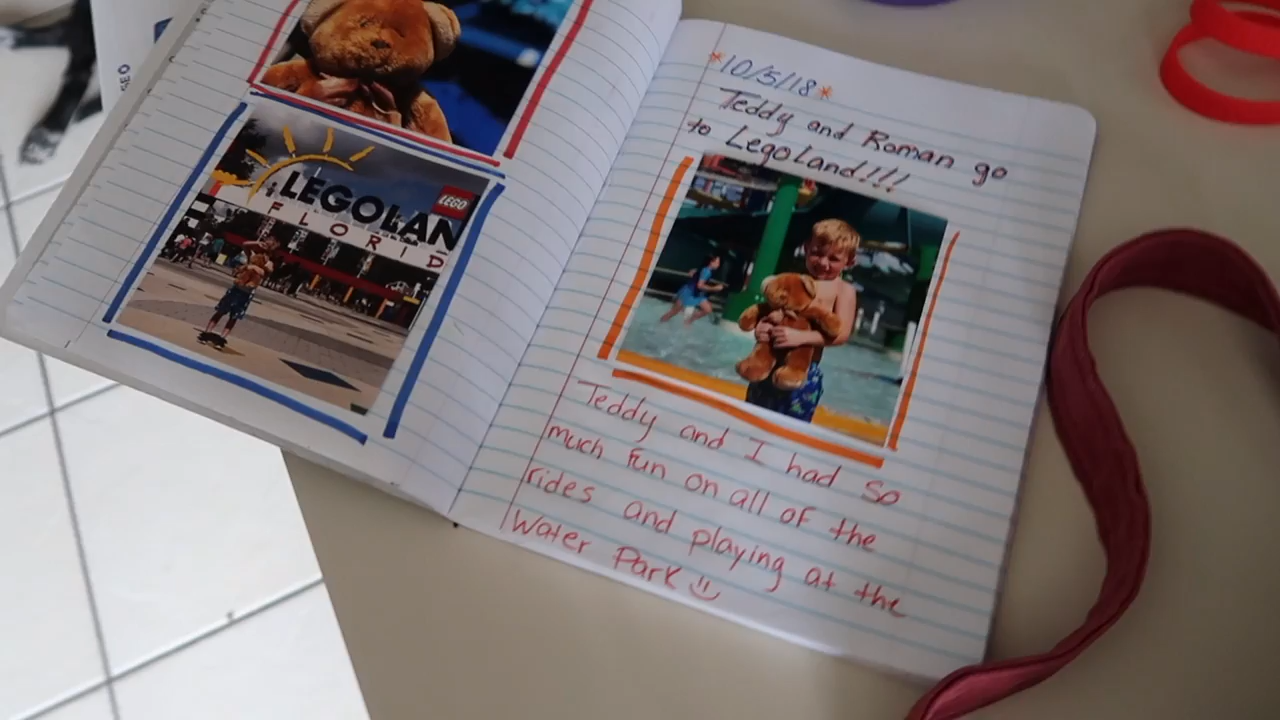 LEGOLAN
LEGO
FLORID
*10/5/18*
Teddy and Roman go
to LegoLand!!!
Teddy and I had so
much fun on all of the
rides and playing at the
Water Park